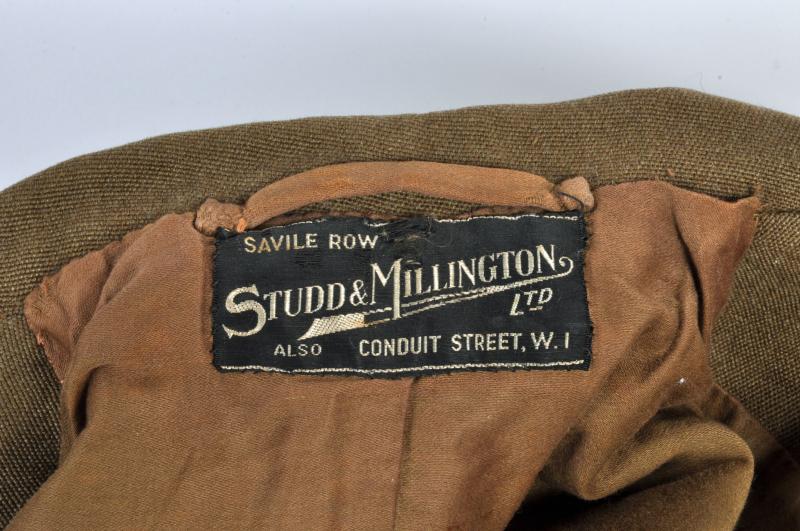 SAVILE ROW
STUDD & MILLINGTON
LTD
ALSO CONDUIT STREET, W.1